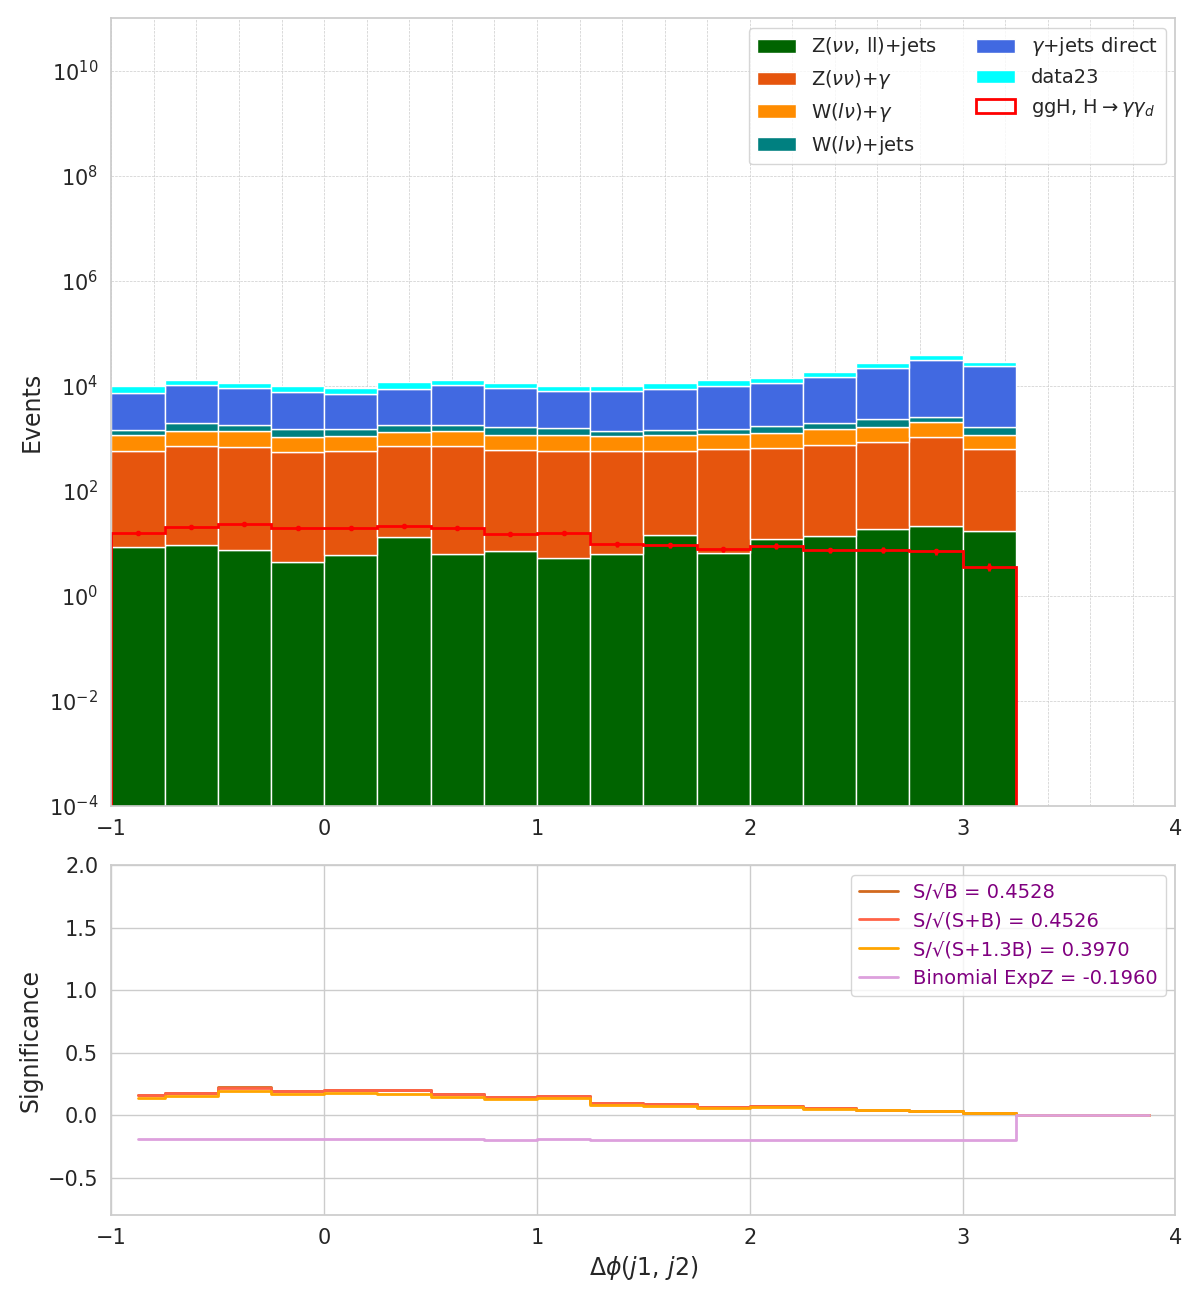 Z(νν, ll)+jets
Z(νν)+γ
W(lν)+γ
W(lν)+jets
γ+jets direct
data23
ggH, H→γγ_d
Events
10^10
10^8
10^6
10^4
10^2
10^0
10^−2
10^−4
−1 0 1 2 3 4
S/√B = 0.4528
S/√(S+B) = 0.4526
S/√(S+1.3B) = 0.3970
Binomial ExpZ = -0.1960
Significance
2.0
1.5
1.0
0.5
0.0
−0.5
−1 0 1 2 3 4
Δϕ(j1, j2)